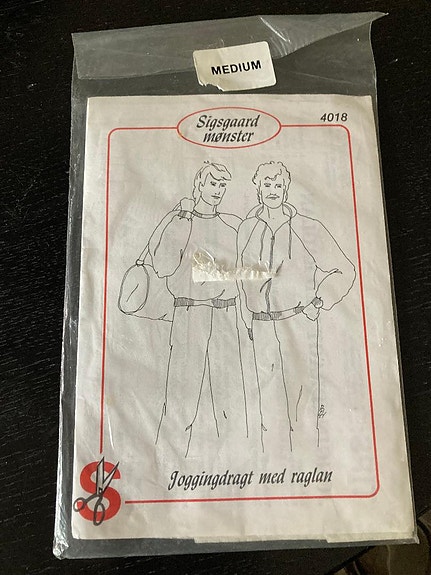 MEDIUM
Sigsgaard
mønster
4018
Joggingdragt med raglan
S